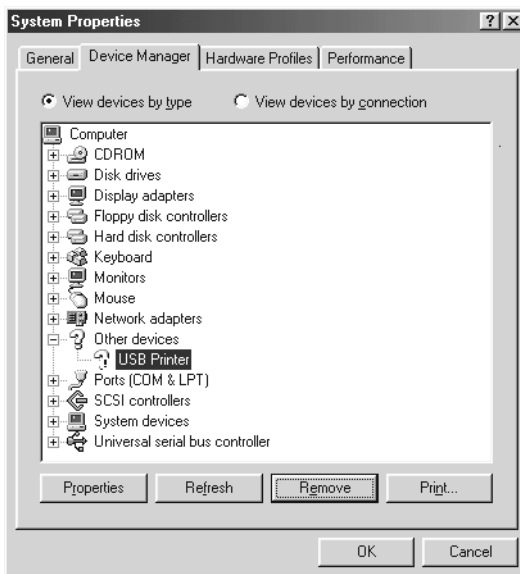 System Properties
General Device Manager Hardware Profiles Performance
View devices by type View devices by connection
Computer
CDROM
Disk drives
Display adapters
Floppy disk controllers
Hard disk controllers
Keyboard
Monitors
Mouse
Network adapters
Other devices
USB Printer
Ports (COM & LPT)
SCSI controllers
System devices
Universal serial bus controller
Properties Refresh Remove Print...
OK Cancel